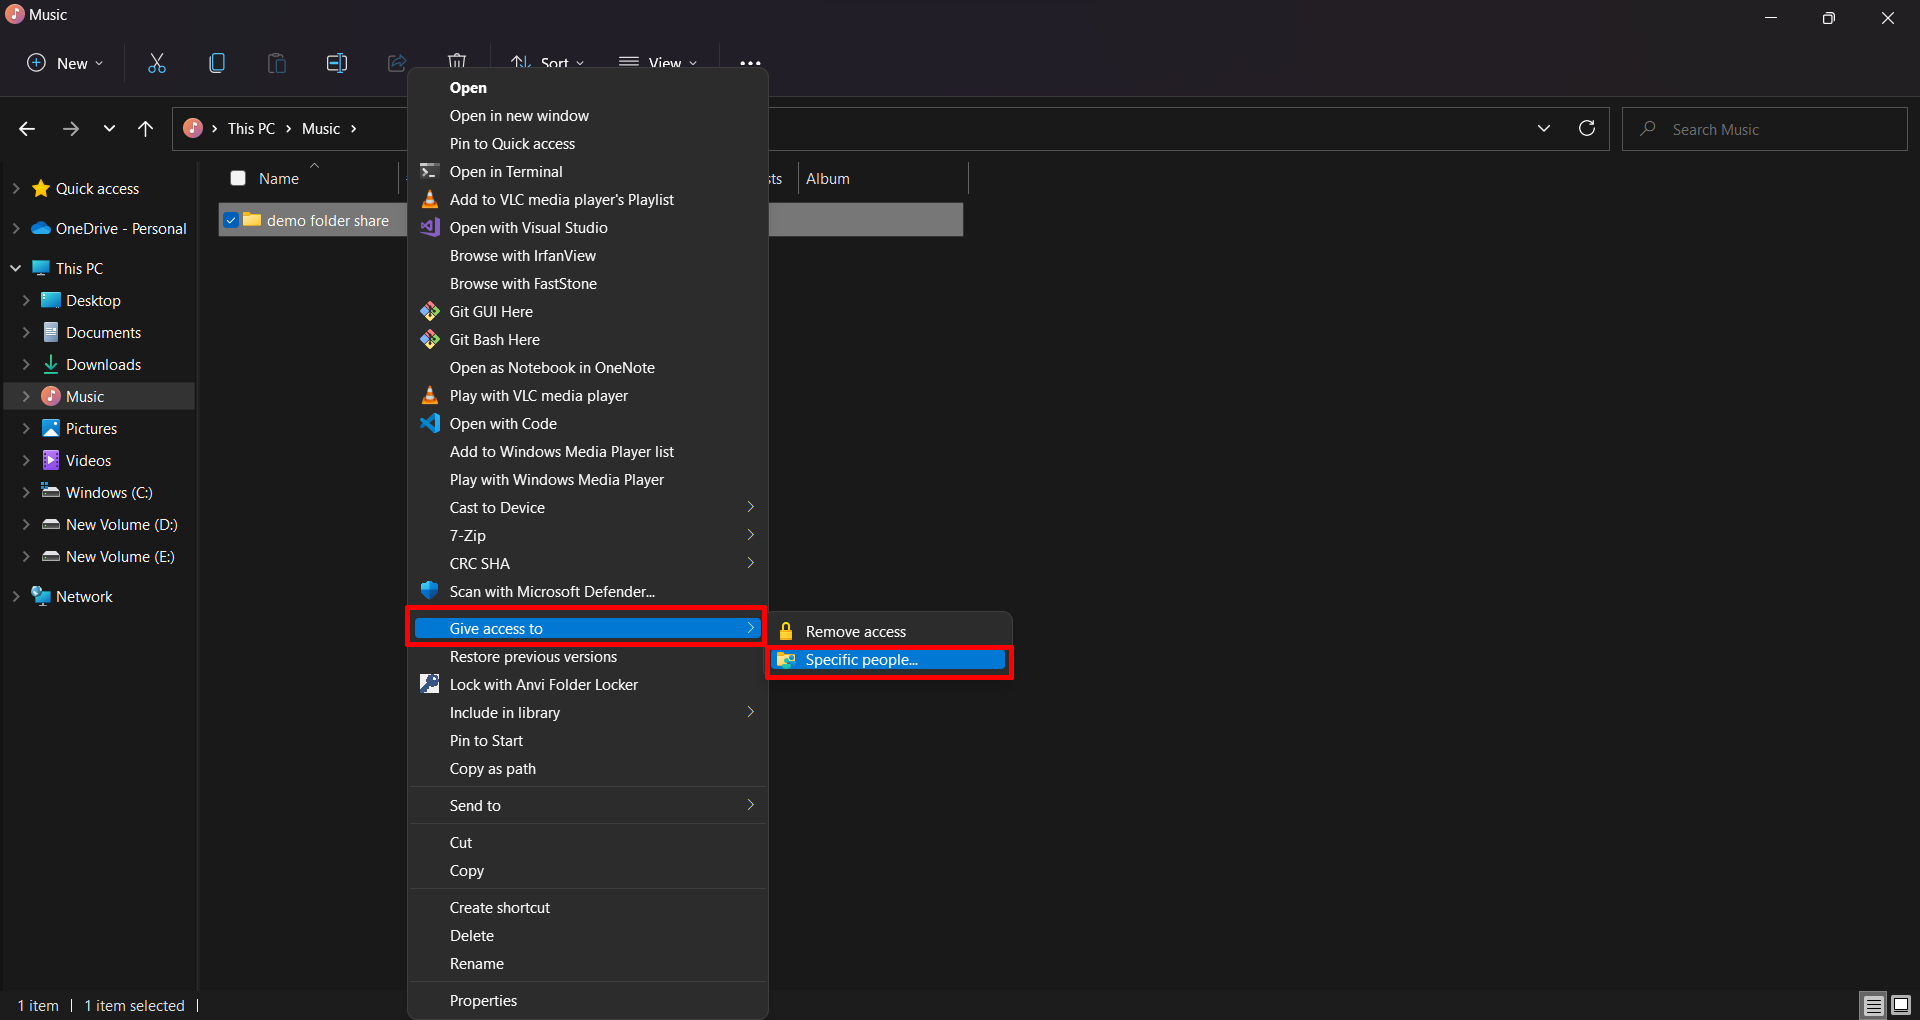 Music
New
Sort
View
This PC
Music
Search Music
Quick access
OneDrive - Personal
This PC
Desktop
Documents
Downloads
Music
Pictures
Videos
Windows (C:)
New Volume (D:)
New Volume (E:)
Network
Name
sts
Album
demo folder share
Open
Open in new window
Pin to Quick access
Open in Terminal
Add to VLC media player's Playlist
Open with Visual Studio
Browse with IrfanView
Browse with FastStone
Git GUI Here
Git Bash Here
Open as Notebook in OneNote
Play with VLC media player
Open with Code
Add to Windows Media Player list
Play with Windows Media Player
Cast to Device
7-Zip
CRC SHA
Scan with Microsoft Defender...
Give access to
Restore previous versions
Lock with Anvi Folder Locker
Include in library
Pin to Start
Copy as path
Send to
Cut
Copy
Create shortcut
Delete
Rename
Properties
Remove access
Specific people...
1 item
1 item selected